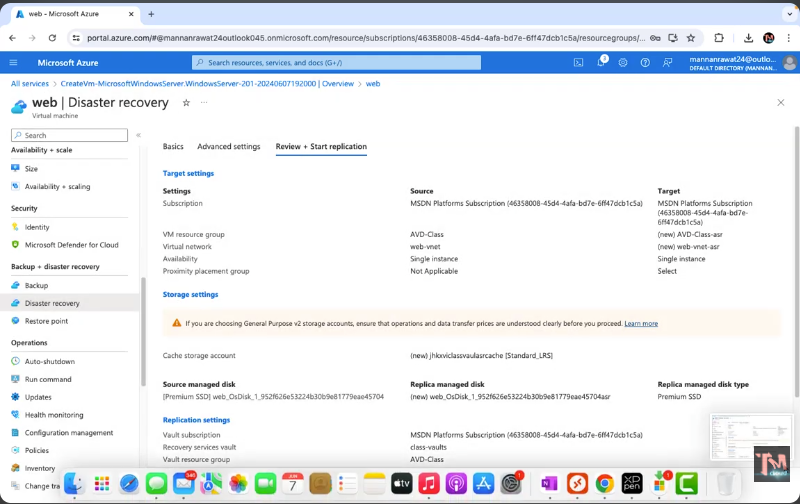 web - Microsoft Azure
portal.azure.com/#@mannanrawat24outlook045.onmicrosoft.com/resource/subscriptions/46358008-45d4-4afa-bd7e-6ff47dcb1c5a/resourcegroups/...
Microsoft Azure
Search resources, services, and docs (G+/)
mannanrawat24@outlo...
DEFAULT DIRECTORY (MANNAN...
All services > CreateVm-MicrosoftWindowsServer.WindowsServer-201-20240607192000 | Overview > web
web | Disaster recovery
Virtual machine
Search
Availability + scale
Size
Availability + scaling
Security
Identity
Microsoft Defender for Cloud
Backup + disaster recovery
Backup
Disaster recovery
Restore point
Operations
Auto-shutdown
Run command
Updates
Health monitoring
Configuration management
Policies
Inventory
Change tra
Basics Advanced settings Review + Start replication
Target settings
Settings Source Target
Subscription MSDN Platforms Subscription (46358008-45d4-4afa-bd7e-6ff47dcb1c5a) MSDN Platforms Subscription
(46358008-45d4-4afa-bd7e-
6ff47dcb1c5a)
VM resource group AVD-Class (new) AVD-Class-asr
Virtual network web-vnet (new) web-vnet-asr
Availability Single instance Single instance
Proximity placement group Not Applicable Select
Storage settings
If you are choosing General Purpose v2 storage accounts, ensure that operations and data transfer prices are understood clearly before you proceed. Learn more
Cache storage account (new) jhkxviclassvaulasrcache [Standard_LRS]
Source managed disk Replica managed disk Replica managed disk type
[Premium SSD] web_OsDisk_1_952f626e53224b30b9e81779eae45704 (new) web_OsDisk_1_952f626e53224b30b9e81779eae45704asr Premium SSD
Replication settings
Vault subscription MSDN Platforms Subscription (46358008-45d4-4afa-bd7e-6ff47dcb1c5a)
Recovery services vault class-vaults
Vault resource group AVD-Class
JUN
7
tv
XP
PEN
TM